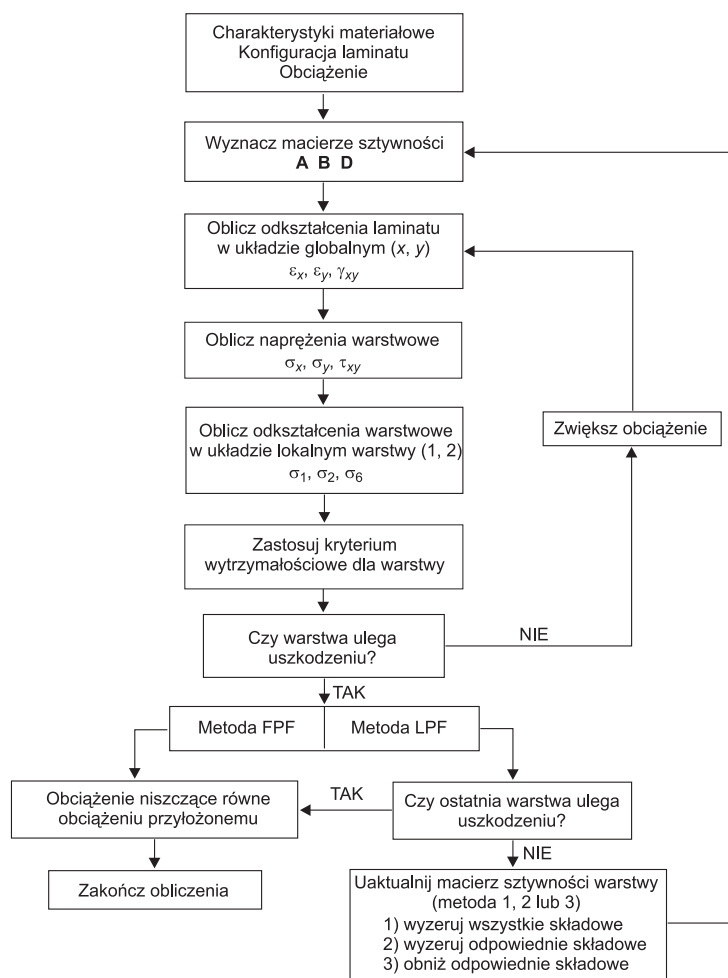 Charakterystyki materiałowe
Konfiguracja laminatu
Obciążenie
Wyznacz macierze sztywności
A B D
Oblicz odkształcenia laminatu
w układzie globalnym (x, y)
εx, εy, γxy
Oblicz naprężenia warstwowe
σx, σy, τxy
Oblicz odkształcenia warstwowe
w układzie lokalnym warstwy (1, 2)
σ1, σ2, σ6
Zwiększ obciążenie
Zastosuj kryterium
wytrzymałościowe dla warstwy
Czy warstwa ulega
uszkodzeniu?
NIE
TAK
Metoda FPF
Metoda LPF
Obciążenie niszczące równe
obciążeniu przyłożonemu
TAK
Czy ostatnia warstwa ulega
uszkodzeniu?
NIE
Zakończ obliczenia
Uaktualnij macierz sztywności warstwy
(metoda 1, 2 lub 3)
1) wyzeruj wszystkie składowe
2) wyzeruj odpowiednie składowe
3) obniż odpowiednie składowe